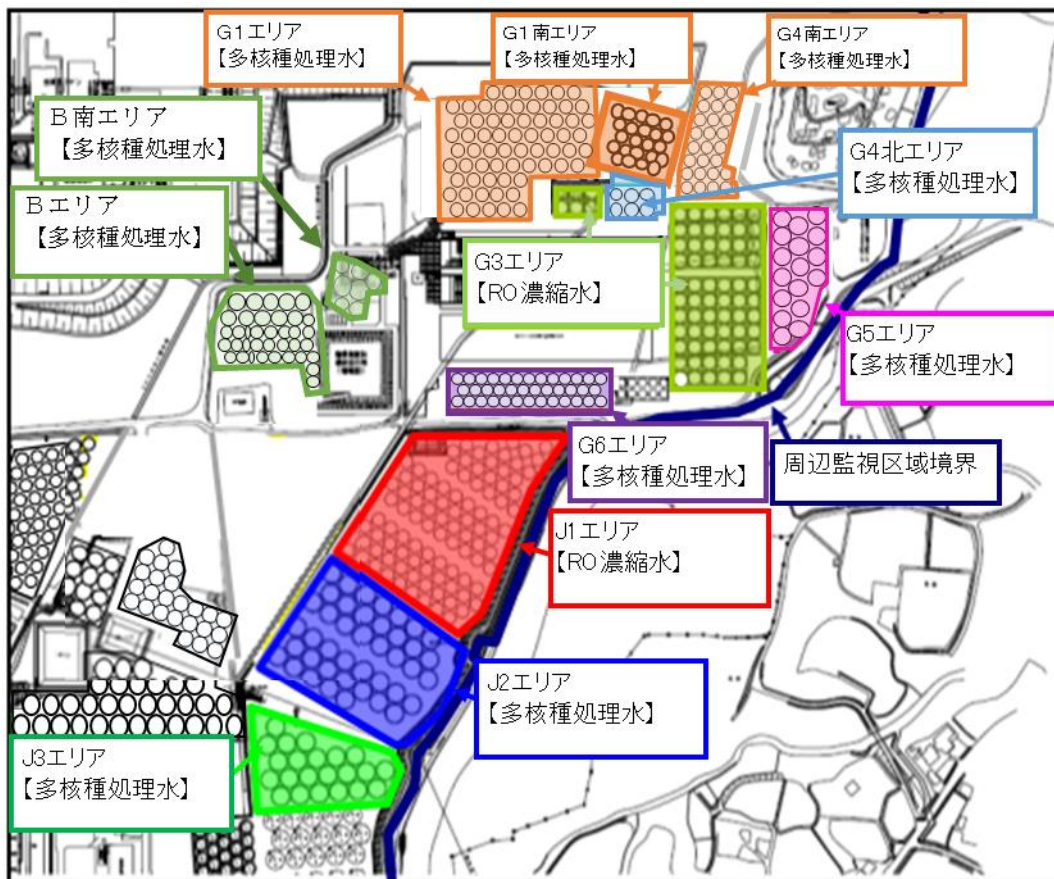 G1エリア
【多核種処理水】
G1南エリア
【多核種処理水】
G4南エリア
【多核種処理水】
B南エリア
【多核種処理水】
G4北エリア
【多核種処理水】
Bエリア
【多核種処理水】
G3エリア
【RO濃縮水】
G5エリア
【多核種処理水】
G6エリア
【多核種処理水】
周辺監視区域境界
J1エリア
【RO濃縮水】
J2エリア
【多核種処理水】
J3エリア
【多核種処理水】